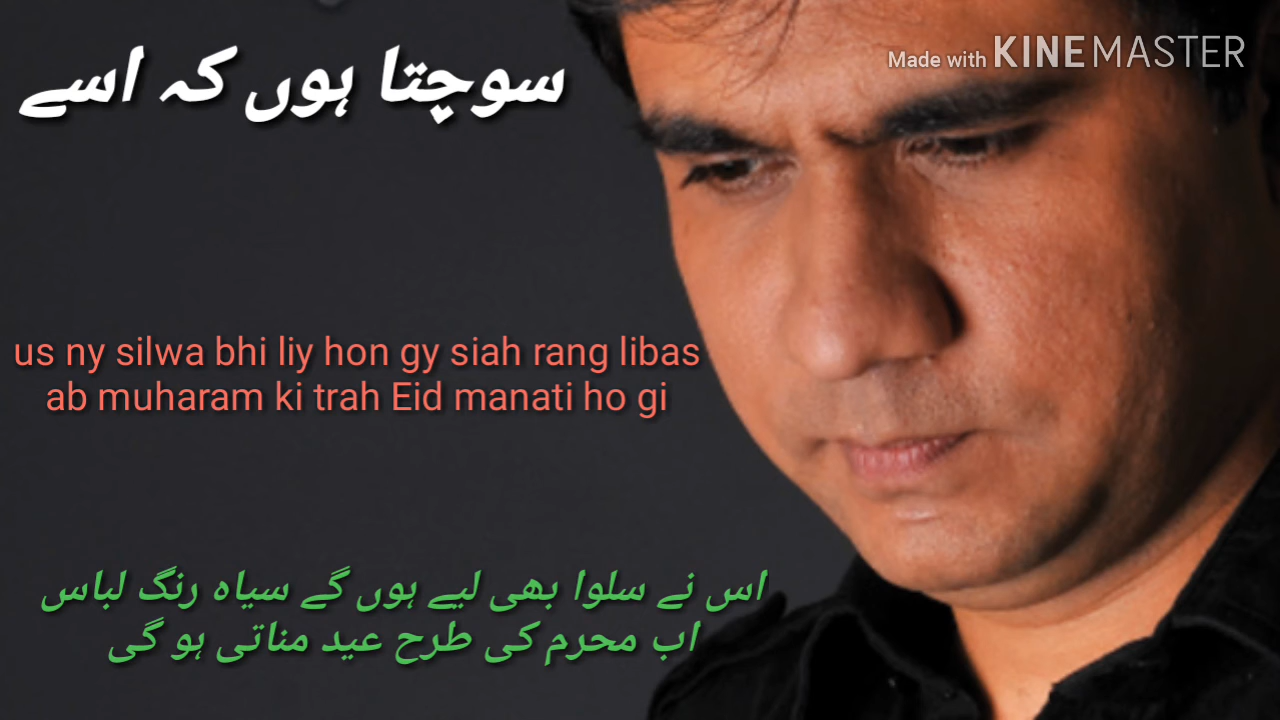 سوچتا ہوں کہ اسے
Made with KINEMASTER
us ny silwa bhi liy hon gy siah rang libas
ab muharam ki trah Eid manati ho gi
اس نے سلوا بھی لیے ہوں گے سیاہ رنگ لباس
اب محرم کی طرح عید مناتی ہو گی